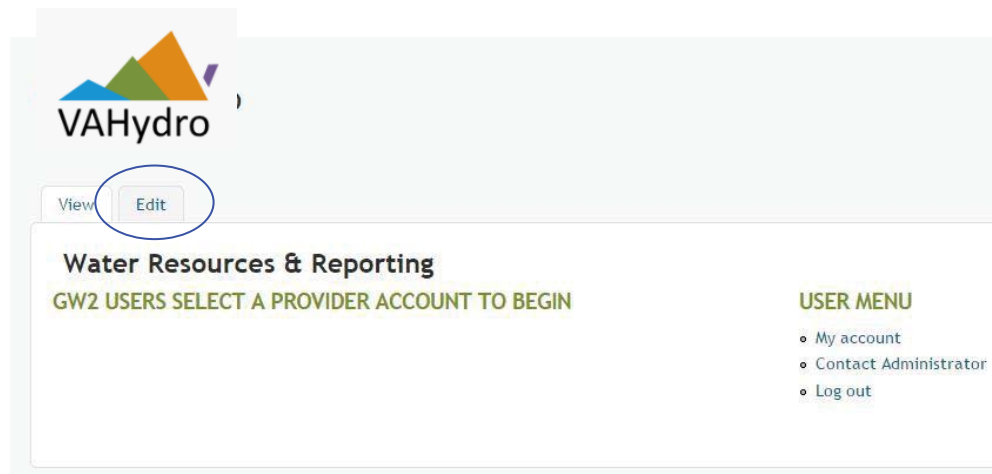 VAHydro
View
Edit
Water Resources & Reporting
GW2 USERS SELECT A PROVIDER ACCOUNT TO BEGIN
USER MENU
My account
Contact Administrator
Log out